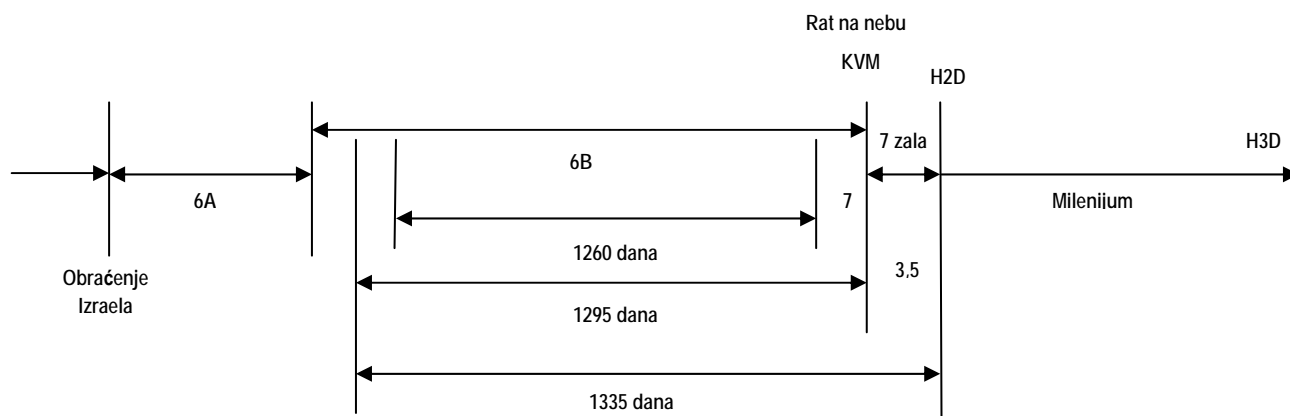 Rat na nebu
KVM
H2D
7 zala
H3D
6B
6A
7
Milenijum
1260 dana
Obraćenje
Izraela
3,5
1295 dana
1335 dana